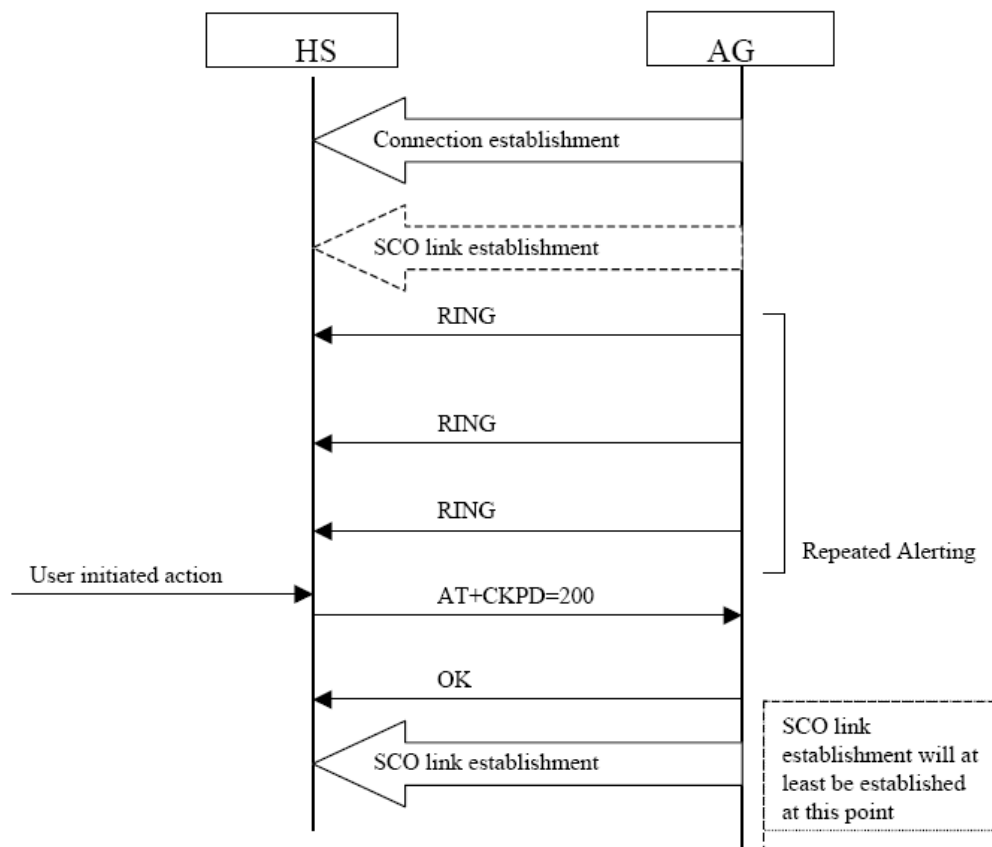 HS
AG
Connection establishment
SCO link establishment
RING
RING
RING
Repeated Alerting
User initiated action
AT+CKPD=200
OK
SCO link establishment
SCO link
establishment will at
least be established
at this point